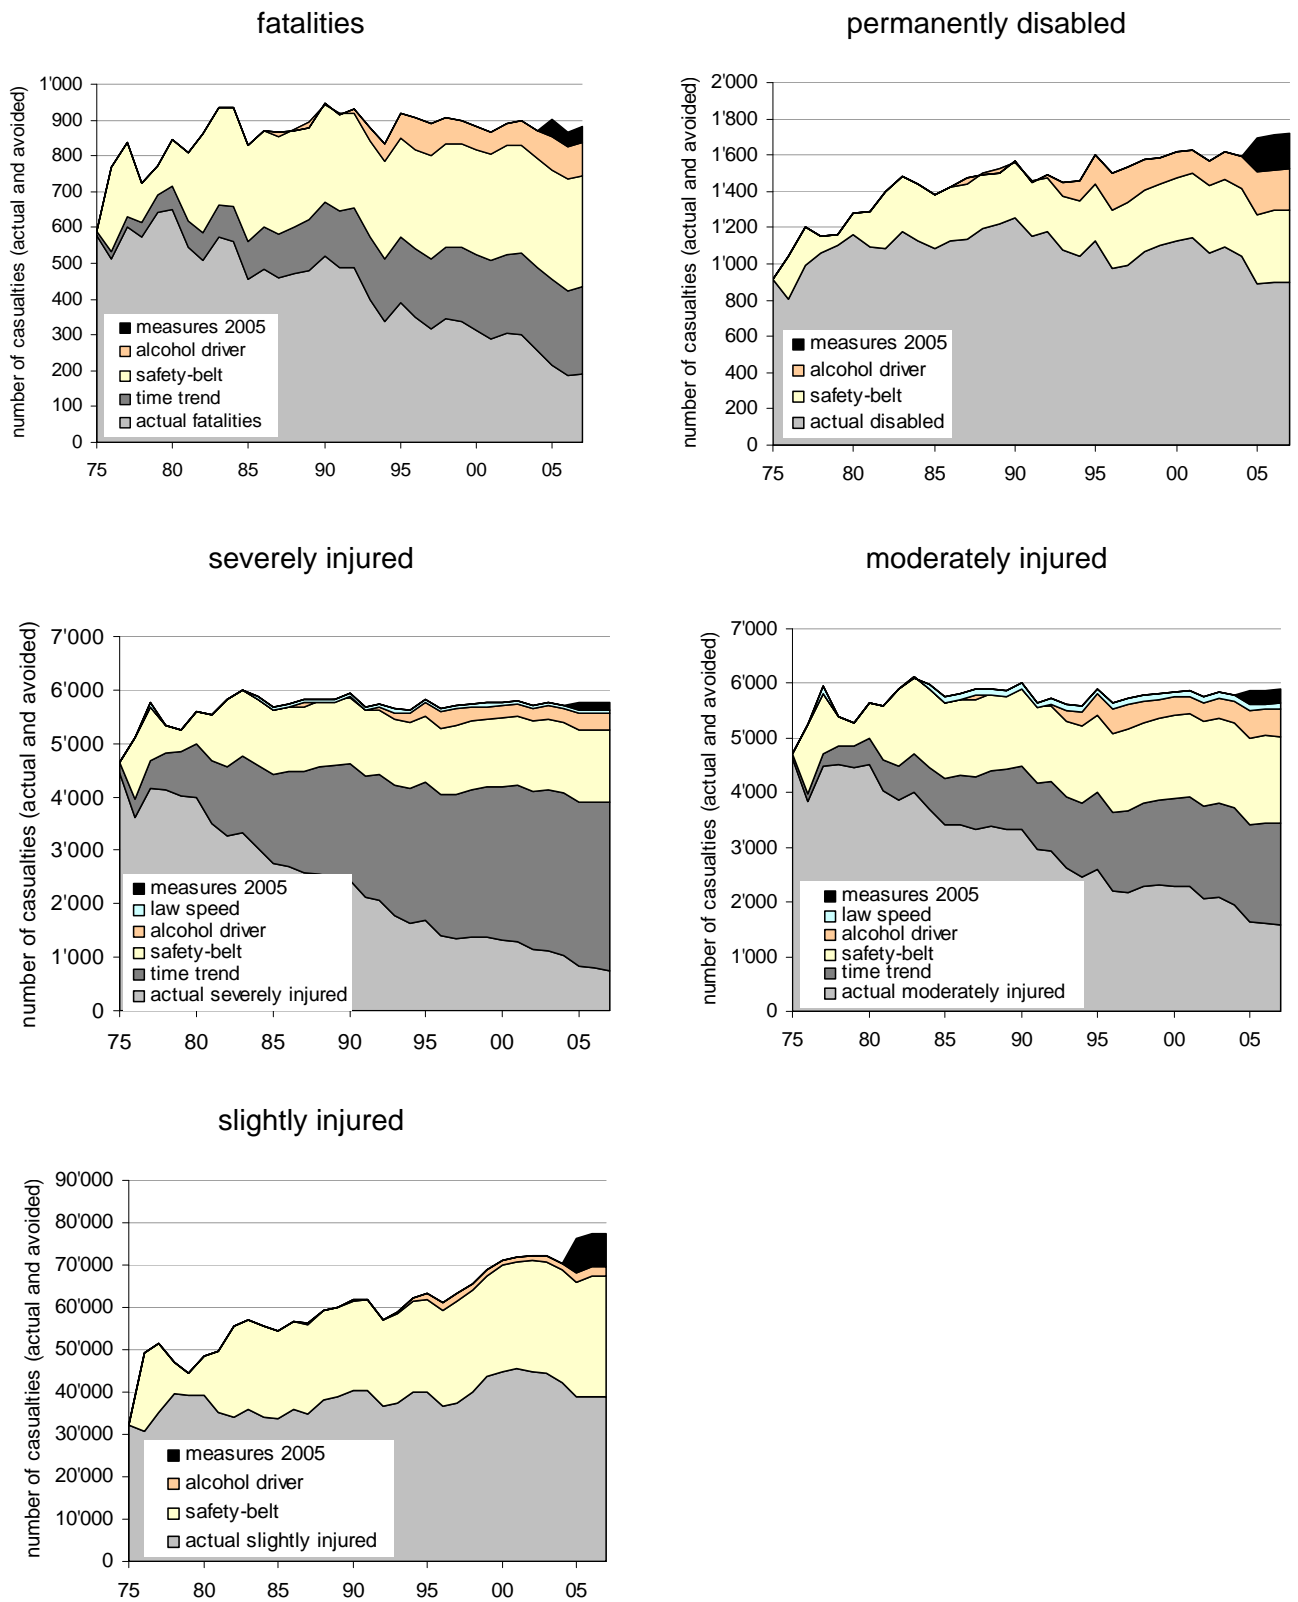 fatalities
number of casualties (actual and avoided)
1'000
900
800
700
600
500
400
300
200
100
0
measures 2005
alcohol driver
safety-belt
time trend
actual fatalities
75 80 85 90 95 00 05
permanently disabled
number of casualties (actual and avoided)
2'000
1'800
1'600
1'400
1'200
1'000
800
600
400
200
0
measures 2005
alcohol driver
safety-belt
actual disabled
75 80 85 90 95 00 05
severely injured
number of casualties (actual and avoided)
7'000
6'000
5'000
4'000
3'000
2'000
1'000
0
measures 2005
law speed
alcohol driver
safety-belt
time trend
actual severely injured
75 80 85 90 95 00 05
moderately injured
number of casualties (actual and avoided)
7'000
6'000
5'000
4'000
3'000
2'000
1'000
0
measures 2005
law speed
alcohol driver
safety-belt
time trend
actual moderately injured
75 80 85 90 95 00 05
slightly injured
number of casualties (actual and avoided)
90'000
80'000
70'000
60'000
50'000
40'000
30'000
20'000
10'000
0
measures 2005
alcohol driver
safety-belt
actual slightly injured
75 80 85 90 95 00 05